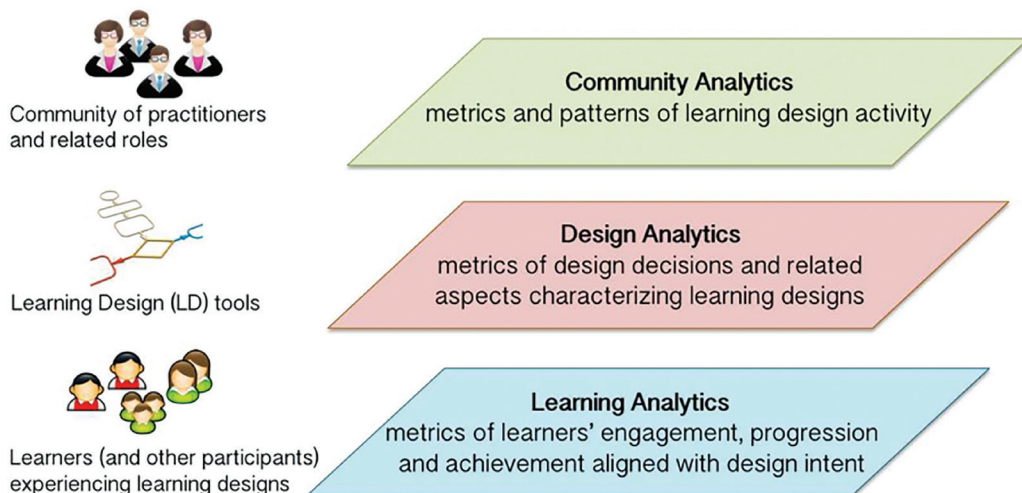 Community of practitioners
and related roles
Community Analytics
metrics and patterns of learning design activity
Learning Design (LD) tools
Design Analytics
metrics of design decisions and related
aspects characterizing learning designs
Learners (and other participants)
experiencing learning designs
Learning Analytics
metrics of learners' engagement, progression
and achievement aligned with design intent